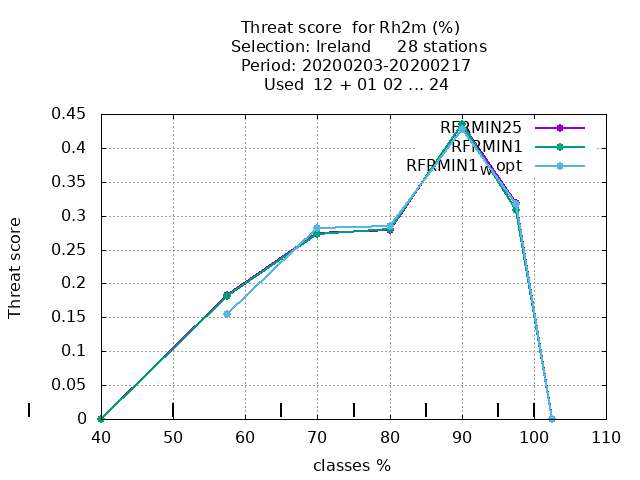 Threat score  for Rh2m (%)
Selection: Ireland     28 stations
Period: 20200203-20200217
Used  12 + 01 02 ... 24
RFRMIN25
RFRMIN1
RFRMIN1wopt
Threat score
0.45
0.4
0.35
0.3
0.25
0.2
0.15
0.1
0.05
0
40 50 60 70 80 90 100 110
classes %